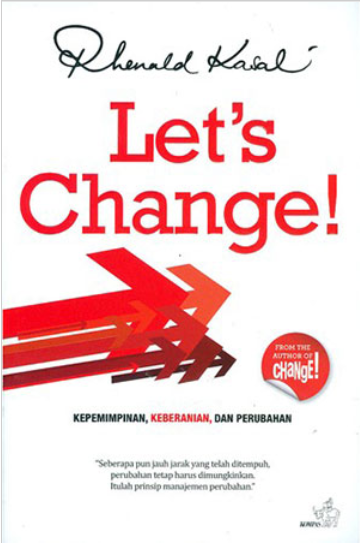 Rhenald Kasali
Let's
Change!
FROM THE
AUTHOR OF
CHaNGE!
KEPEMIMPINAN, KEBERANIAN, DAN PERUBAHAN
"Seberapa pun jauh jarak yang telah ditempuh,
perubahan tetap harus dimungkinkan.
Itulah prinsip manajemen perubahan."
KOMPAS